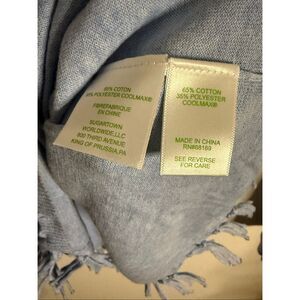 65% COTTON
35% POLYESTER COOLMAX®
FIBREFABRIQUE
EN CHINE
SUGARTOWN
WORLDWIDE, LLC
800 THIRD AVENUE
KING OF PRUSSIA, PA
65% COTTON
35% POLYESTER COOLMAX®
MADE IN CHINA
RN#88169
SEE REVERSE
FOR CARE